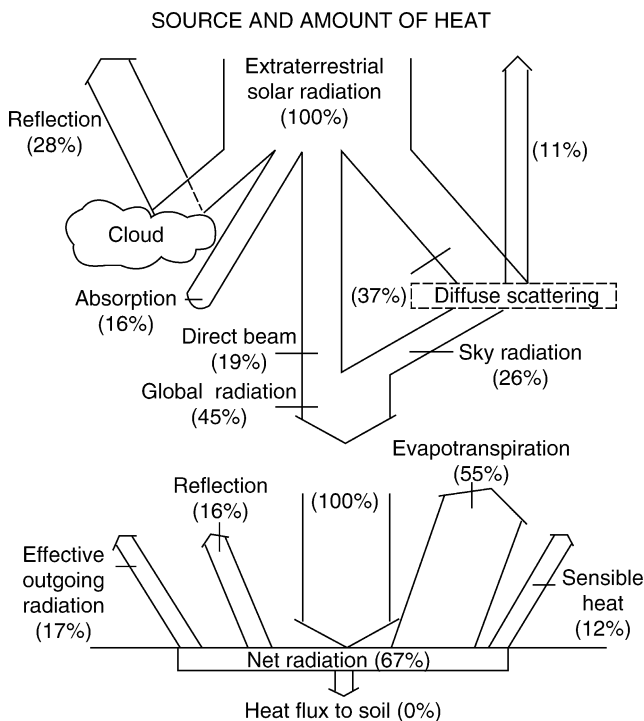 SOURCE AND AMOUNT OF HEAT
Extraterrestrial
solar radiation
(100%)
Reflection
(28%)
(11%)
Cloud
Absorption
(16%)
(37%)
Diffuse scattering
Direct beam
(19%)
Sky radiation
(26%)
Global radiation
(45%)
Evapotranspiration
(55%)
Reflection
(16%)
(100%)
Effective
outgoing
radiation
(17%)
Sensible
heat
(12%)
Net radiation (67%)
Heat flux to soil (0%)